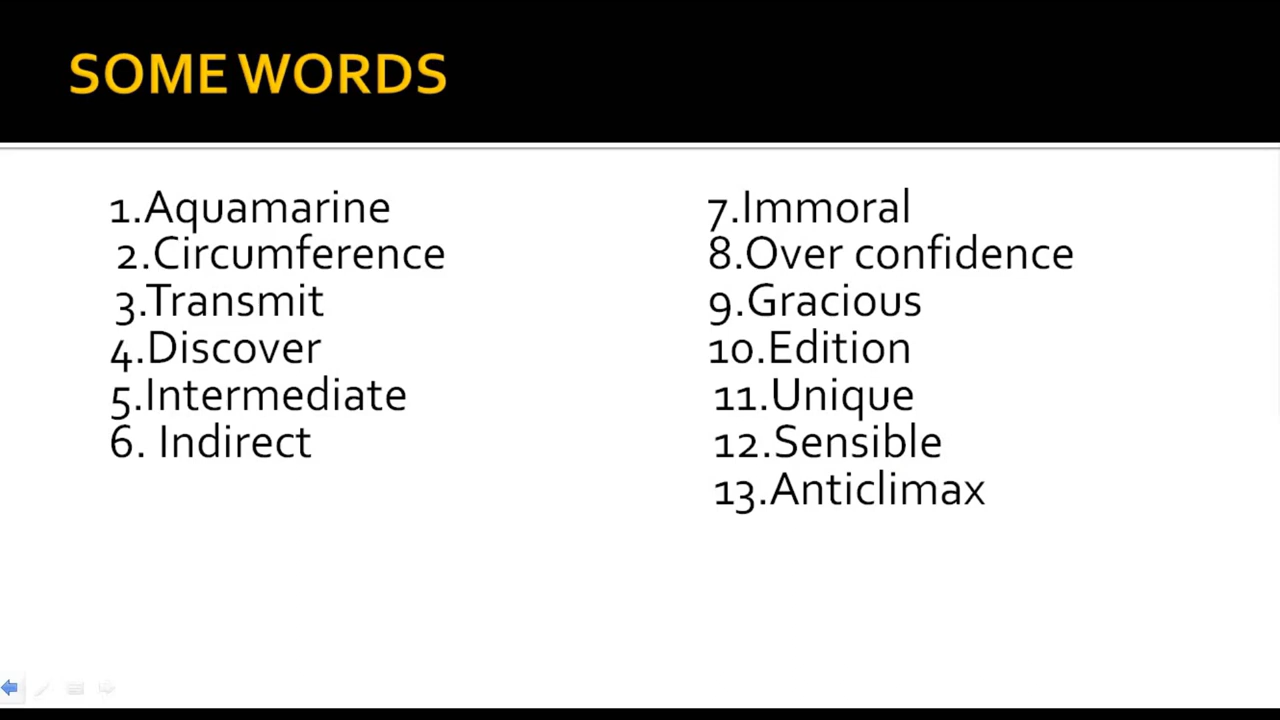 SOME WORDS
1.Aquamarine
2.Circumference
3.Transmit
4.Discover
5.Intermediate
6. Indirect
7.Immoral
8.Over confidence
9.Gracious
10.Edition
11.Unique
12.Sensible
13.Anticlimax